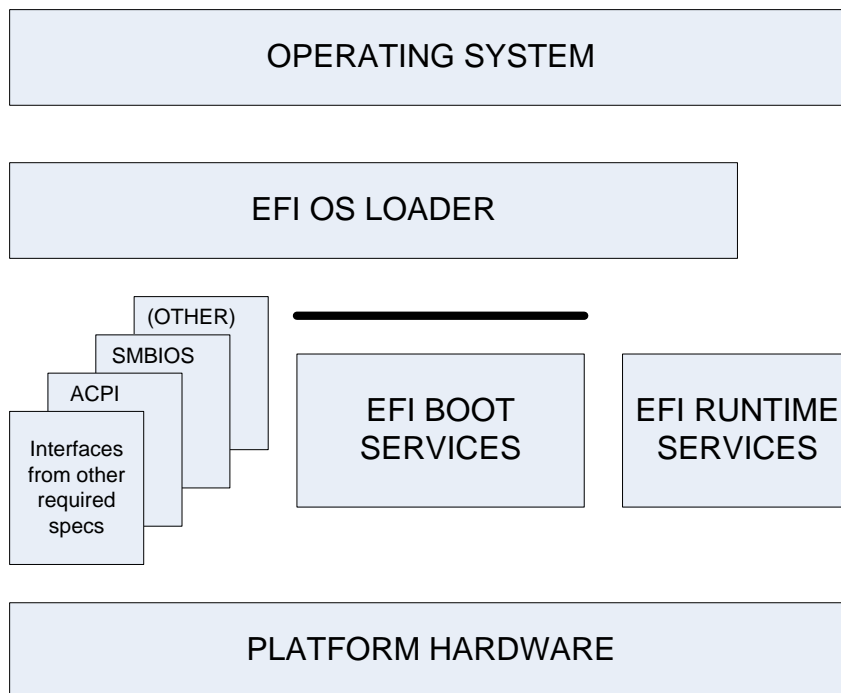 OPERATING SYSTEM
EFI OS LOADER
(OTHER)
SMBIOS
ACPI
Interfaces
from other
required
specs
EFI BOOT
SERVICES
EFI RUNTIME
SERVICES
PLATFORM HARDWARE